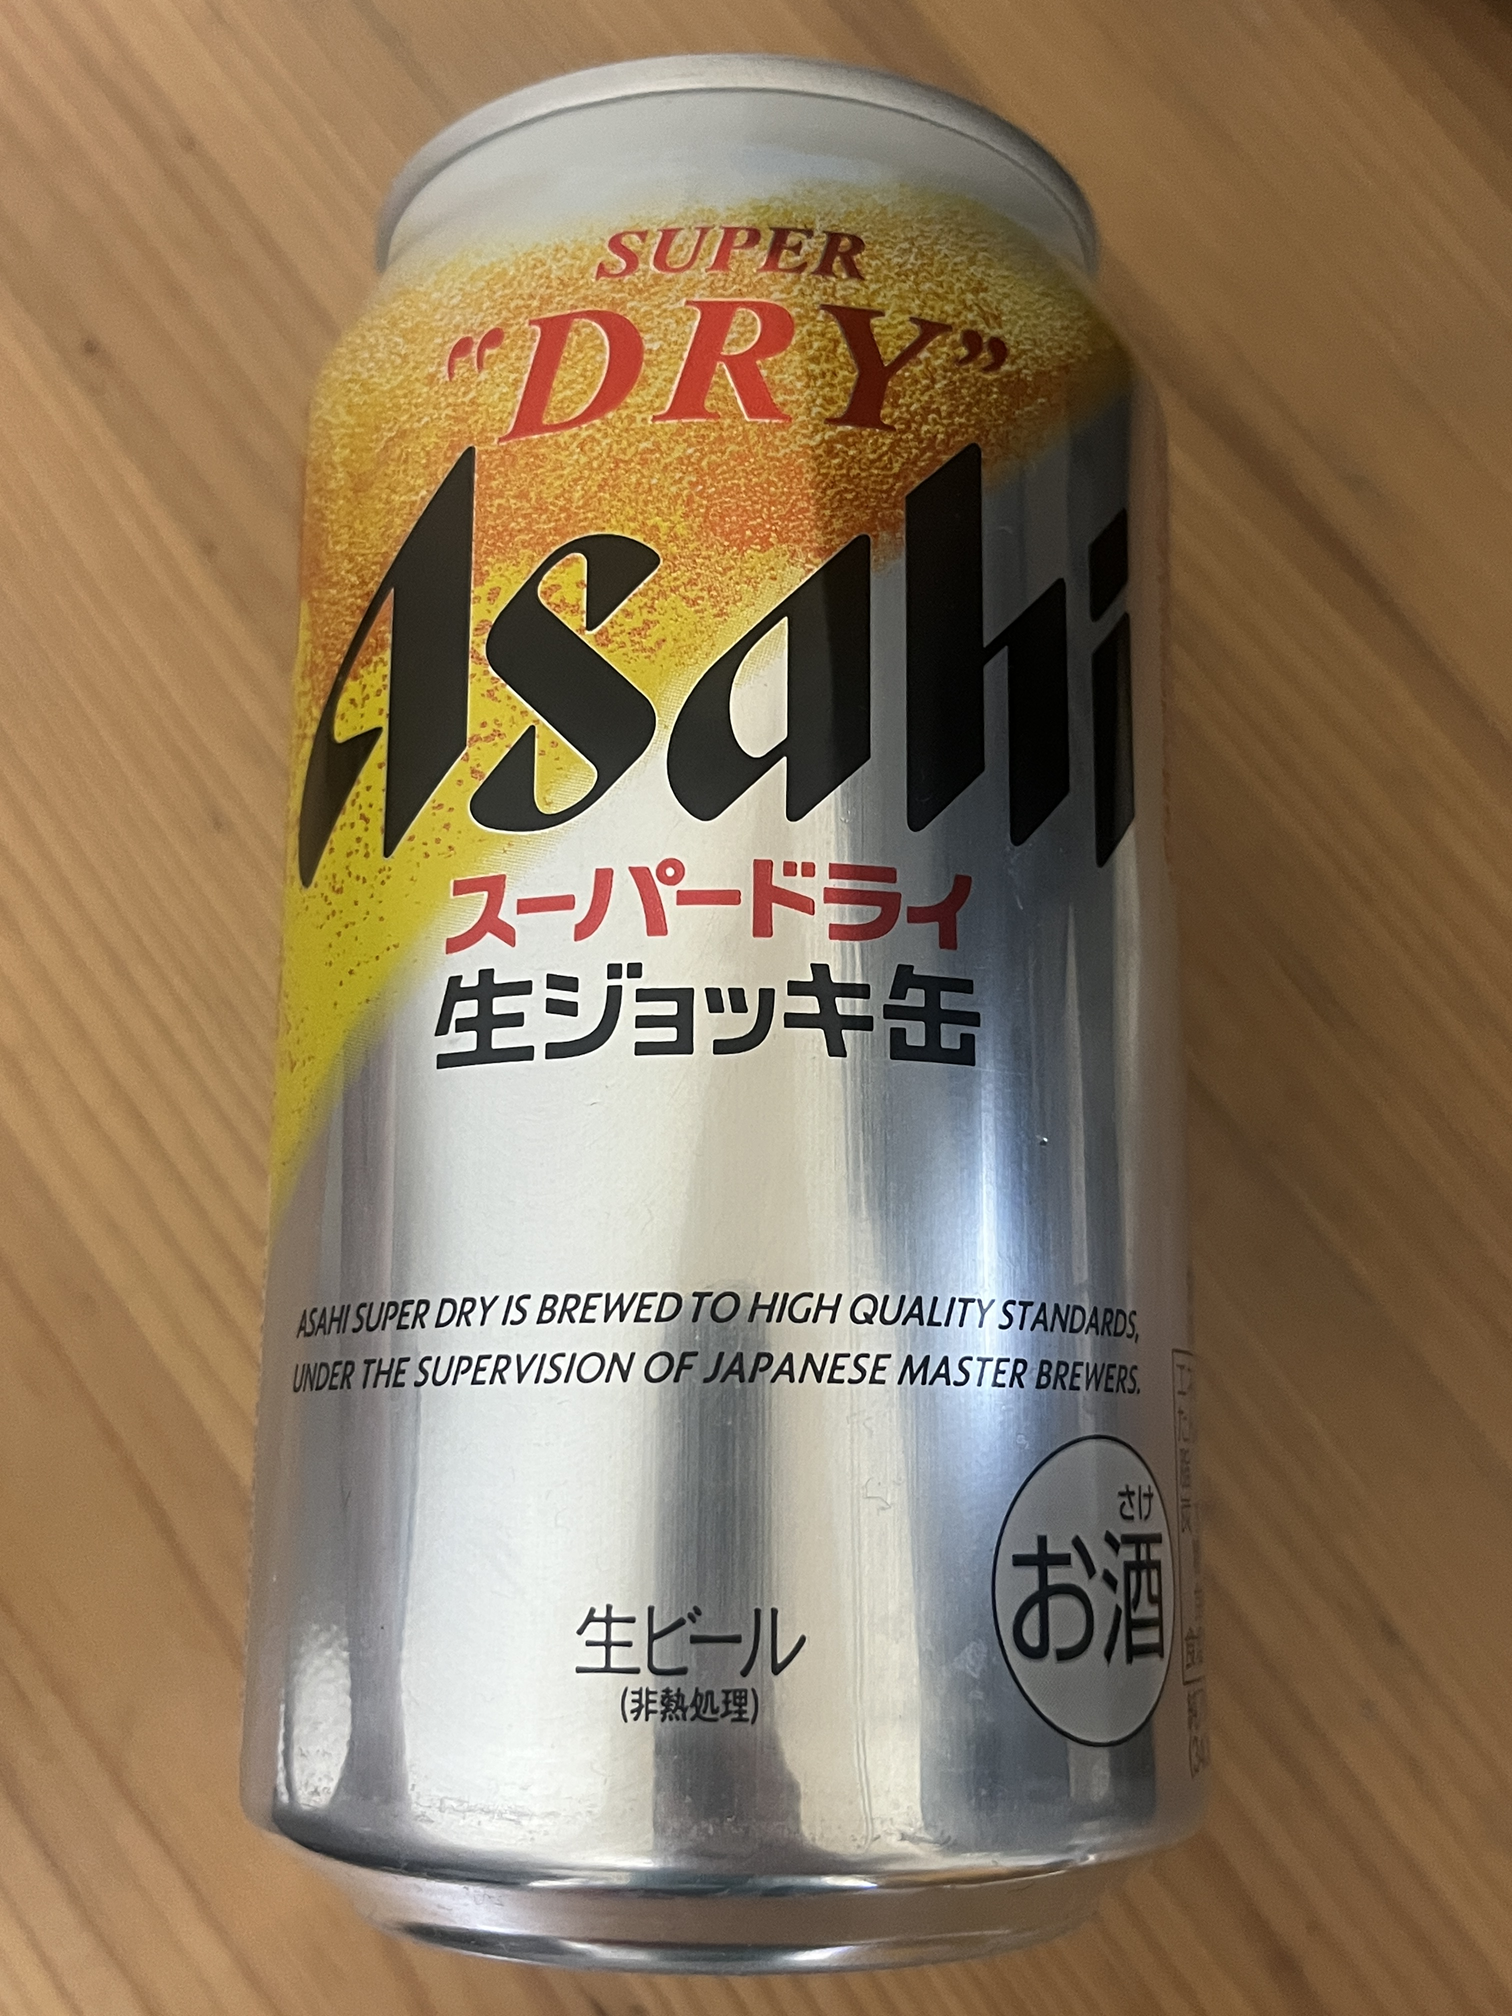 SUPER
“DRY”
Asahi
スーパードライ
生ジョッキ缶
ASAHI SUPER DRY IS BREWED TO HIGH QUALITY STANDARDS,
UNDER THE SUPERVISION OF JAPANESE MASTER BREWERS.
さけ
お酒
生ビール
(非熱処理)